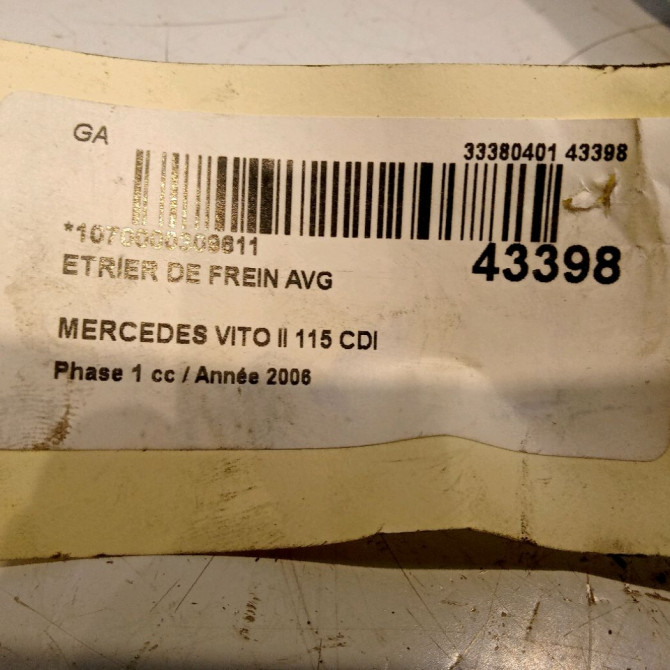 GA
33380401 43398
43398
ETRIER DE FREIN AVG
MERCEDES VITO II 115 CDI
Phase 1 cc / Année 2006